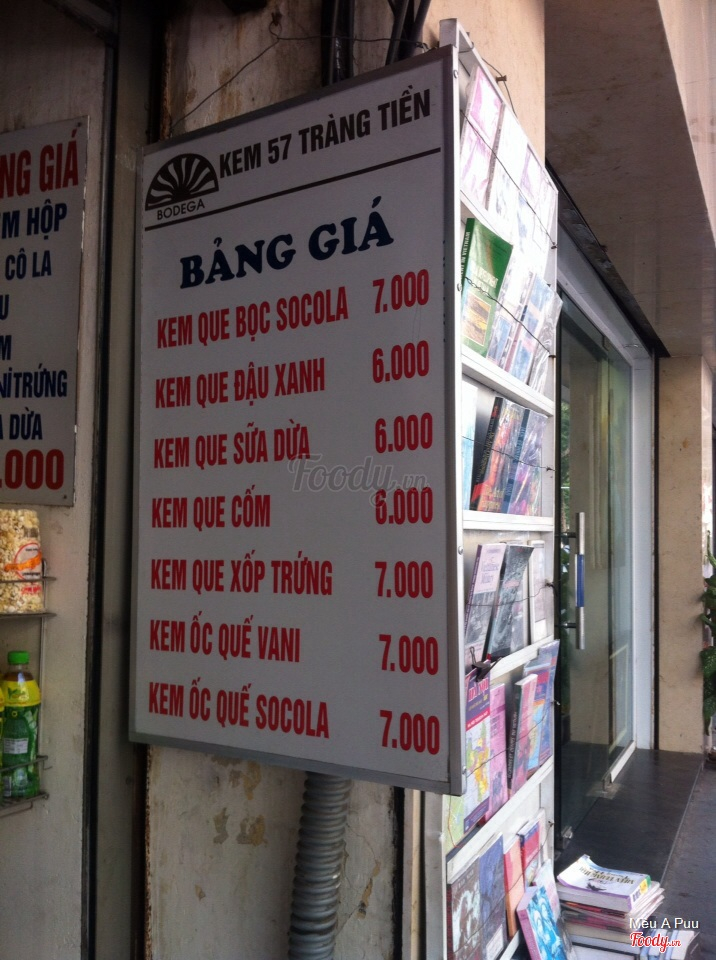 KEM 57 TRÀNG TIỀN
BODEGA
BẢNG GIÁ
KEM QUE BỌC SOCOLA 7.000
KEM QUE ĐẬU XANH 6.000
KEM QUE SỮA DỪA 6.000
KEM QUE CỐM 6.000
KEM QUE XỐP TRỨNG 7.000
KEM ỐC QUẾ VANI 7.000
KEM ỐC QUẾ SOCOLA 7.000
NG GIÁ
M HỘP
CÔ LA
U
M
NI TRỨNG
DỪA
.000
Foody.vn
Meu A Puu
Foody.vn